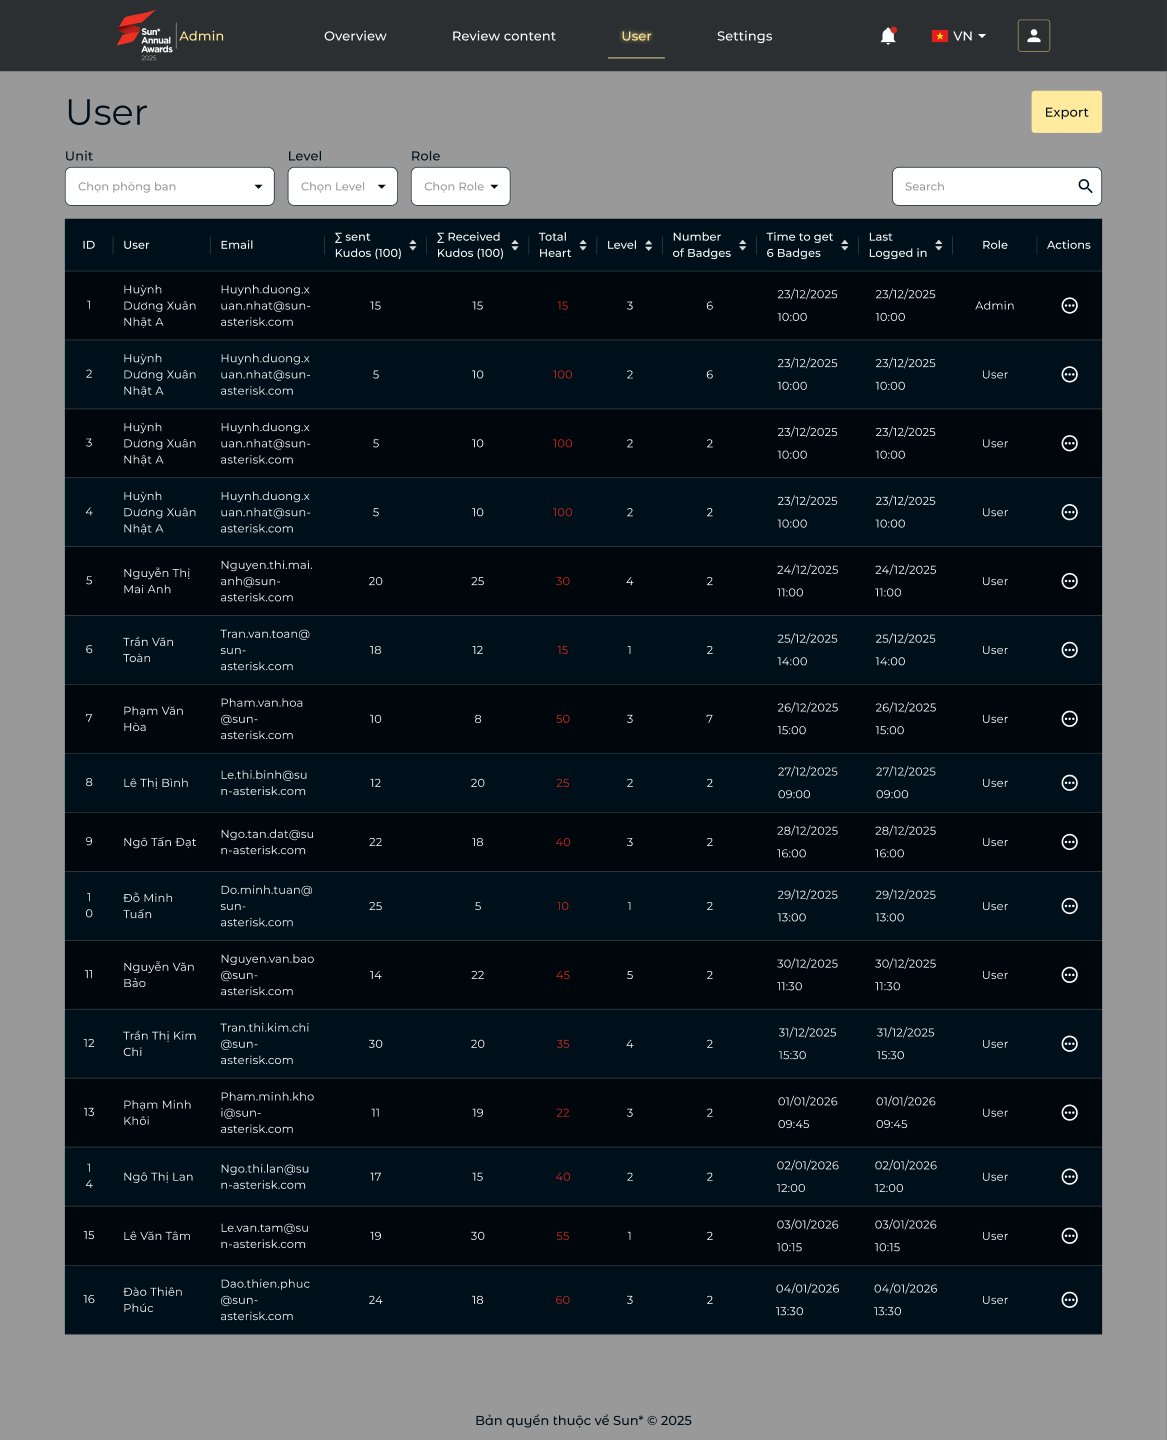 Sun*
Annual
Awards
2025
Admin
Overview
Review content
User
Settings
VN
User
Export
Unit
Level
Role
Chọn phòng ban
Chọn Level
Chọn Role
Search
ID
User
Email
∑ sent
Kudos (100)
∑ Received
Kudos (100)
Total
Heart
Level
Number
of Badges
Time to get
6 Badges
Last
Logged in
Role
Actions
1
Huỳnh
Dương Xuân
Nhật A
Huynh.duong.x
uan.nhat@sun-
asterisk.com
15
15
15
3
6
23/12/2025
10:00
23/12/2025
10:00
Admin
2
Huỳnh
Dương Xuân
Nhật A
Huynh.duong.x
uan.nhat@sun-
asterisk.com
5
10
100
2
6
23/12/2025
10:00
23/12/2025
10:00
User
3
Huỳnh
Dương Xuân
Nhật A
Huynh.duong.x
uan.nhat@sun-
asterisk.com
5
10
100
2
2
23/12/2025
10:00
23/12/2025
10:00
User
4
Huỳnh
Dương Xuân
Nhật A
Huynh.duong.x
uan.nhat@sun-
asterisk.com
5
10
100
2
2
23/12/2025
10:00
23/12/2025
10:00
User
5
Nguyễn Thị
Mai Anh
Nguyen.thi.mai.
anh@sun-
asterisk.com
20
25
30
4
2
24/12/2025
11:00
24/12/2025
11:00
User
6
Trần Văn
Toàn
Tran.van.toan@
sun-
asterisk.com
18
12
15
1
2
25/12/2025
14:00
25/12/2025
14:00
User
7
Phạm Văn
Hòa
Pham.van.hoa
@sun-
asterisk.com
10
8
50
3
7
26/12/2025
15:00
26/12/2025
15:00
User
8
Lê Thị Bình
Le.thi.binh@su
n-asterisk.com
12
20
25
2
2
27/12/2025
09:00
27/12/2025
09:00
User
9
Ngô Tấn Đạt
Ngo.tan.dat@su
n-asterisk.com
22
18
40
3
2
28/12/2025
16:00
28/12/2025
16:00
User
1
0
Đỗ Minh
Tuấn
Do.minh.tuan@
sun-
asterisk.com
25
5
10
1
2
29/12/2025
13:00
29/12/2025
13:00
User
11
Nguyễn Văn
Bảo
Nguyen.van.bao
@sun-
asterisk.com
14
22
45
5
2
30/12/2025
11:30
30/12/2025
11:30
User
12
Trần Thị Kim
Chi
Tran.thi.kim.chi
@sun-
asterisk.com
30
20
35
4
2
31/12/2025
15:30
31/12/2025
15:30
User
13
Phạm Minh
Khôi
Pham.minh.kho
i@sun-
asterisk.com
11
19
22
3
2
01/01/2026
09:45
01/01/2026
09:45
User
1
4
Ngô Thị Lan
Ngo.thi.lan@su
n-asterisk.com
17
15
40
2
2
02/01/2026
12:00
02/01/2026
12:00
User
15
Lê Văn Tâm
Le.van.tam@su
n-asterisk.com
19
30
55
1
2
03/01/2026
10:15
03/01/2026
10:15
User
16
Đào Thiên
Phúc
Dao.thien.phuc
@sun-
asterisk.com
24
18
60
3
2
04/01/2026
13:30
04/01/2026
13:30
User
Bản quyền thuộc về Sun* © 2025